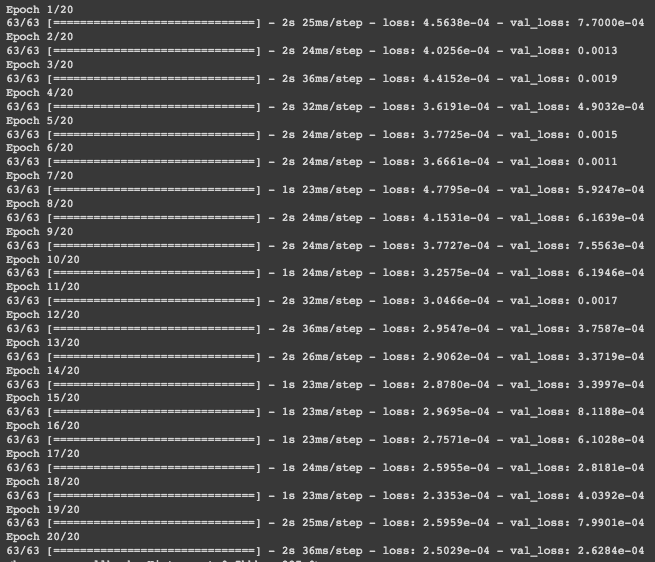 Epoch 1/20
63/63 [==============================] - 2s 25ms/step - loss: 4.5638e-04 - val_loss: 7.7000e-04
Epoch 2/20
63/63 [==============================] - 2s 24ms/step - loss: 4.0256e-04 - val_loss: 0.0013
Epoch 3/20
63/63 [==============================] - 2s 36ms/step - loss: 4.4152e-04 - val_loss: 0.0019
Epoch 4/20
63/63 [==============================] - 2s 32ms/step - loss: 3.6191e-04 - val_loss: 4.9032e-04
Epoch 5/20
63/63 [==============================] - 2s 24ms/step - loss: 3.7725e-04 - val_loss: 0.0015
Epoch 6/20
63/63 [==============================] - 2s 24ms/step - loss: 3.6661e-04 - val_loss: 0.0011
Epoch 7/20
63/63 [==============================] - 1s 23ms/step - loss: 4.7795e-04 - val_loss: 5.9247e-04
Epoch 8/20
63/63 [==============================] - 2s 24ms/step - loss: 4.1531e-04 - val_loss: 6.1639e-04
Epoch 9/20
63/63 [==============================] - 2s 24ms/step - loss: 3.7727e-04 - val_loss: 7.5563e-04
Epoch 10/20
63/63 [==============================] - 1s 24ms/step - loss: 3.2575e-04 - val_loss: 6.1946e-04
Epoch 11/20
63/63 [==============================] - 2s 32ms/step - loss: 3.0466e-04 - val_loss: 0.0017
Epoch 12/20
63/63 [==============================] - 2s 36ms/step - loss: 2.9547e-04 - val_loss: 3.7587e-04
Epoch 13/20
63/63 [==============================] - 2s 26ms/step - loss: 2.9062e-04 - val_loss: 3.3719e-04
Epoch 14/20
63/63 [==============================] - 1s 23ms/step - loss: 2.8780e-04 - val_loss: 3.3997e-04
Epoch 15/20
63/63 [==============================] - 1s 23ms/step - loss: 2.9695e-04 - val_loss: 8.1188e-04
Epoch 16/20
63/63 [==============================] - 1s 23ms/step - loss: 2.7571e-04 - val_loss: 6.1028e-04
Epoch 17/20
63/63 [==============================] - 1s 24ms/step - loss: 2.5955e-04 - val_loss: 2.8181e-04
Epoch 18/20
63/63 [==============================] - 1s 23ms/step - loss: 2.3353e-04 - val_loss: 4.0392e-04
Epoch 19/20
63/63 [==============================] - 2s 25ms/step - loss: 2.5959e-04 - val_loss: 7.9901e-04
Epoch 20/20
63/63 [==============================] - 2s 36ms/step - loss: 2.5029e-04 - val_loss: 2.6284e-04